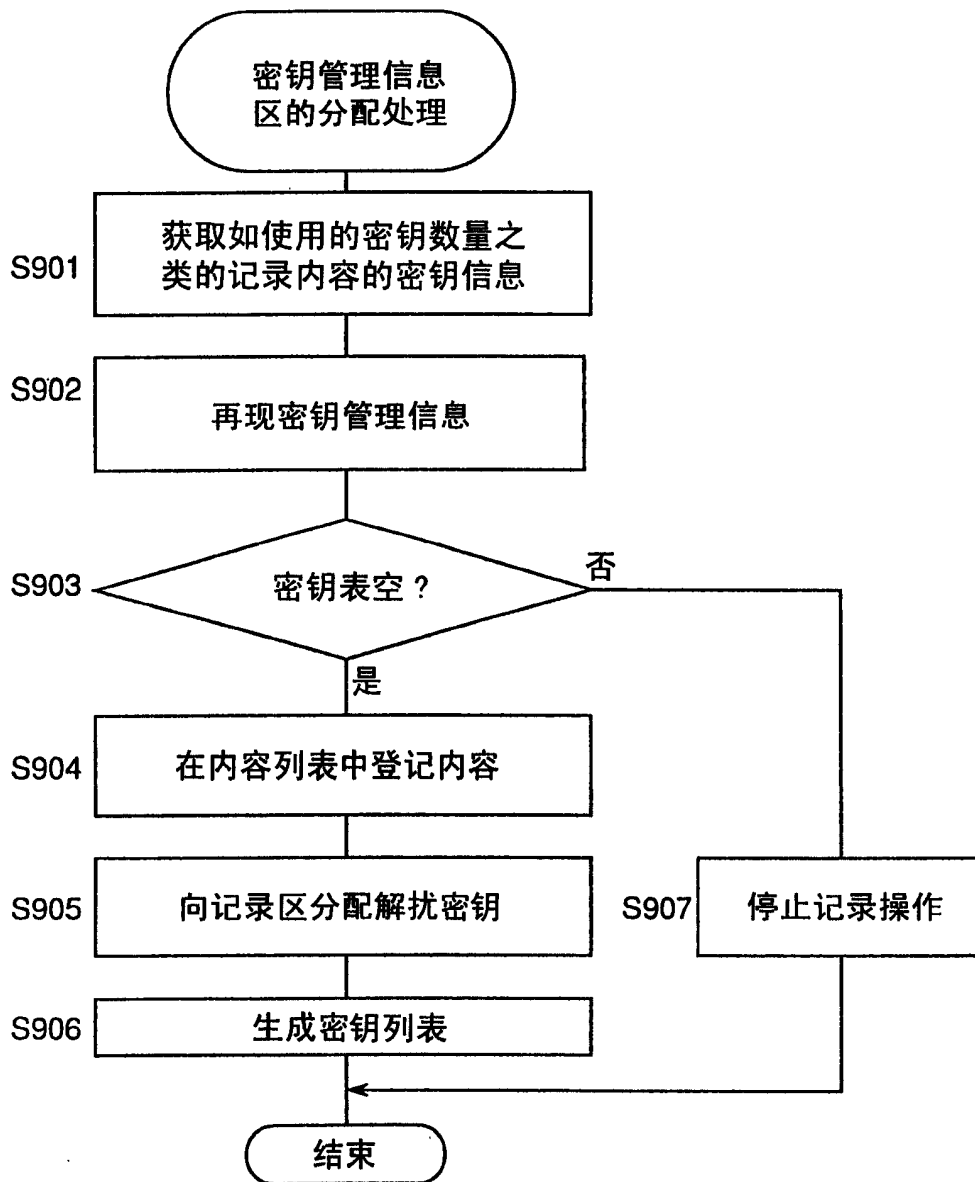 密钥管理信息
区的分配处理
S901
获取如使用的密钥数量之
类的记录内容的密钥信息
S902
再现密钥管理信息
S903
密钥表空?
否
是
S904
在内容列表中登记内容
S905
向记录区分配解扰密钥
S907
停止记录操作
S906
生成密钥列表
结束